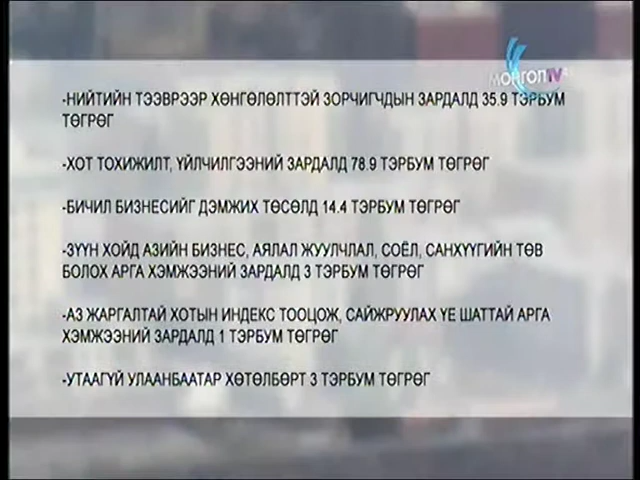 МОНГОЛTV
-НИЙТИЙН ТЭЭВРЭЭР ХӨНГӨЛӨЛТТЭЙ ЗОРЧИГЧДЫН ЗАРДАЛД 35.9 ТЭРБУМ
ТӨГРӨГ
-ХОТ ТОХИЖИЛТ, ҮЙЛЧИЛГЭЭНИЙ ЗАРДАЛД 78.9 ТЭРБУМ ТӨГРӨГ
-БИЧИЛ БИЗНЕСИЙГ ДЭМЖИХ ТӨСӨЛД 14.4 ТЭРБУМ ТӨГРӨГ
-ЗҮҮН ХОЙД АЗИЙН БИЗНЕС, АЯЛАЛ ЖУУЛЧЛАЛ, СОЁЛ, САНХҮҮГИЙН ТӨВ
БОЛОХ АРГА ХЭМЖЭЭНИЙ ЗАРДАЛД 3 ТЭРБУМ ТӨГРӨГ
-АЗ ЖАРГАЛТАЙ ХОТЫН ИНДЕКС ТООЦОЖ, САЙЖРУУЛАХ ҮЕ ШАТТАЙ АРГА
ХЭМЖЭЭНИЙ ЗАРДАЛД 1 ТЭРБУМ ТӨГРӨГ
-УТААГҮЙ УЛААНБААТАР ХӨТӨЛБӨРТ 3 ТЭРБУМ ТӨГРӨГ